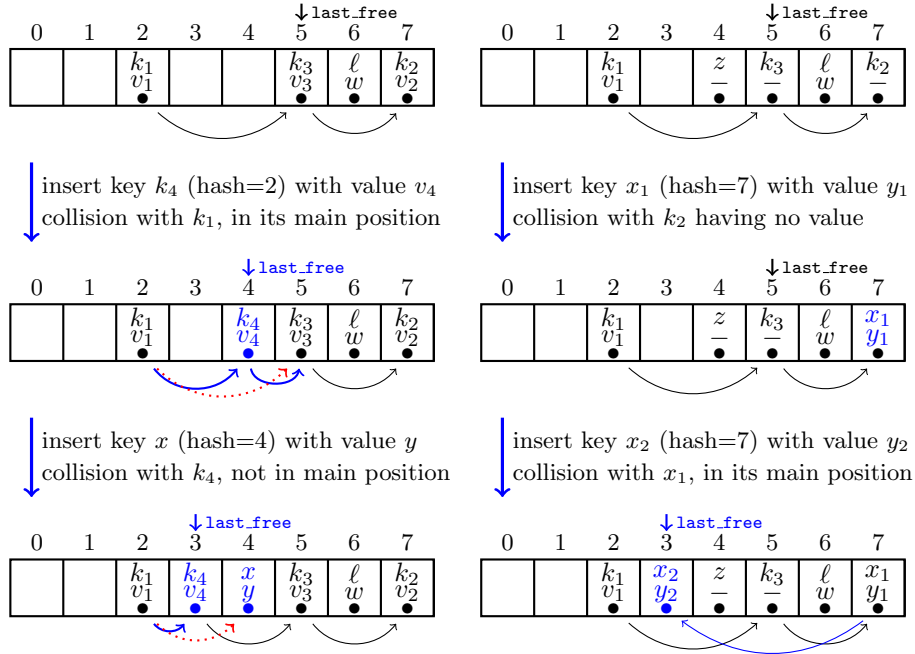 last_free
0 1 2 3 4 5 6 7
k₁ k₃ ℓ k₂
v₁ v₃ w v₂
insert key k₄ (hash=2) with value v₄
collision with k₁, in its main position
last_free
0 1 2 3 4 5 6 7
k₁ k₄ k₃ ℓ k₂
v₁ v₄ v₃ w v₂
insert key x (hash=4) with value y
collision with k₄, not in main position
last_free
0 1 2 3 4 5 6 7
k₁ k₄ x k₃ ℓ k₂
v₁ v₄ y v₃ w v₂
last_free
0 1 2 3 4 5 6 7
k₁ z k₃ ℓ k₂
v₁ – – w –
insert key x₁ (hash=7) with value y₁
collision with k₂ having no value
last_free
0 1 2 3 4 5 6 7
k₁ z k₃ ℓ x₁
v₁ – – w y₁
insert key x₂ (hash=7) with value y₂
collision with x₁, in its main position
last_free
0 1 2 3 4 5 6 7
k₁ x₂ z k₃ ℓ x₁
v₁ y₂ – – w y₁